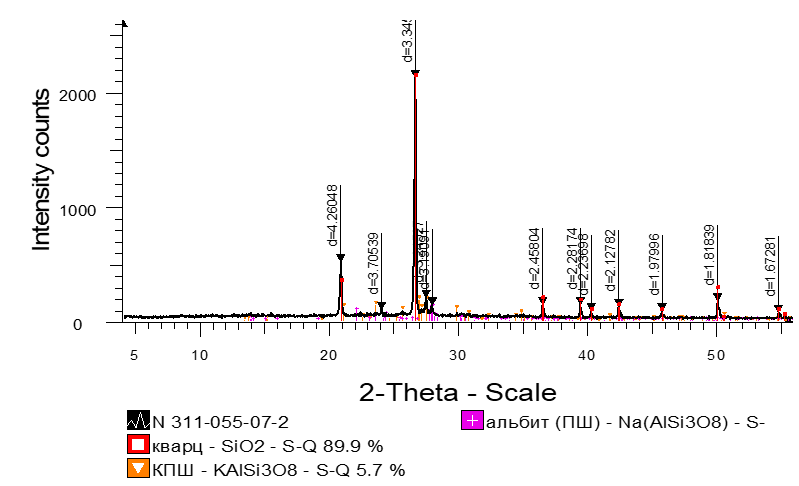 d=4.26048
d=3.70539
d=2.45804
d=2.28174
d=2.23698
d=2.12782
d=1.97996
d=1.81839
d=1.67281
Intensity counts
2000
1000
0
5 10 20 30 40 50
2-Theta - Scale
N 311-055-07-2
кварц - SiO2 - S-Q 89.9 %
КПШ - KAlSi3O8 - S-Q 5.7 %
альбит (ПШ) - Na(AlSi3O8) - S-